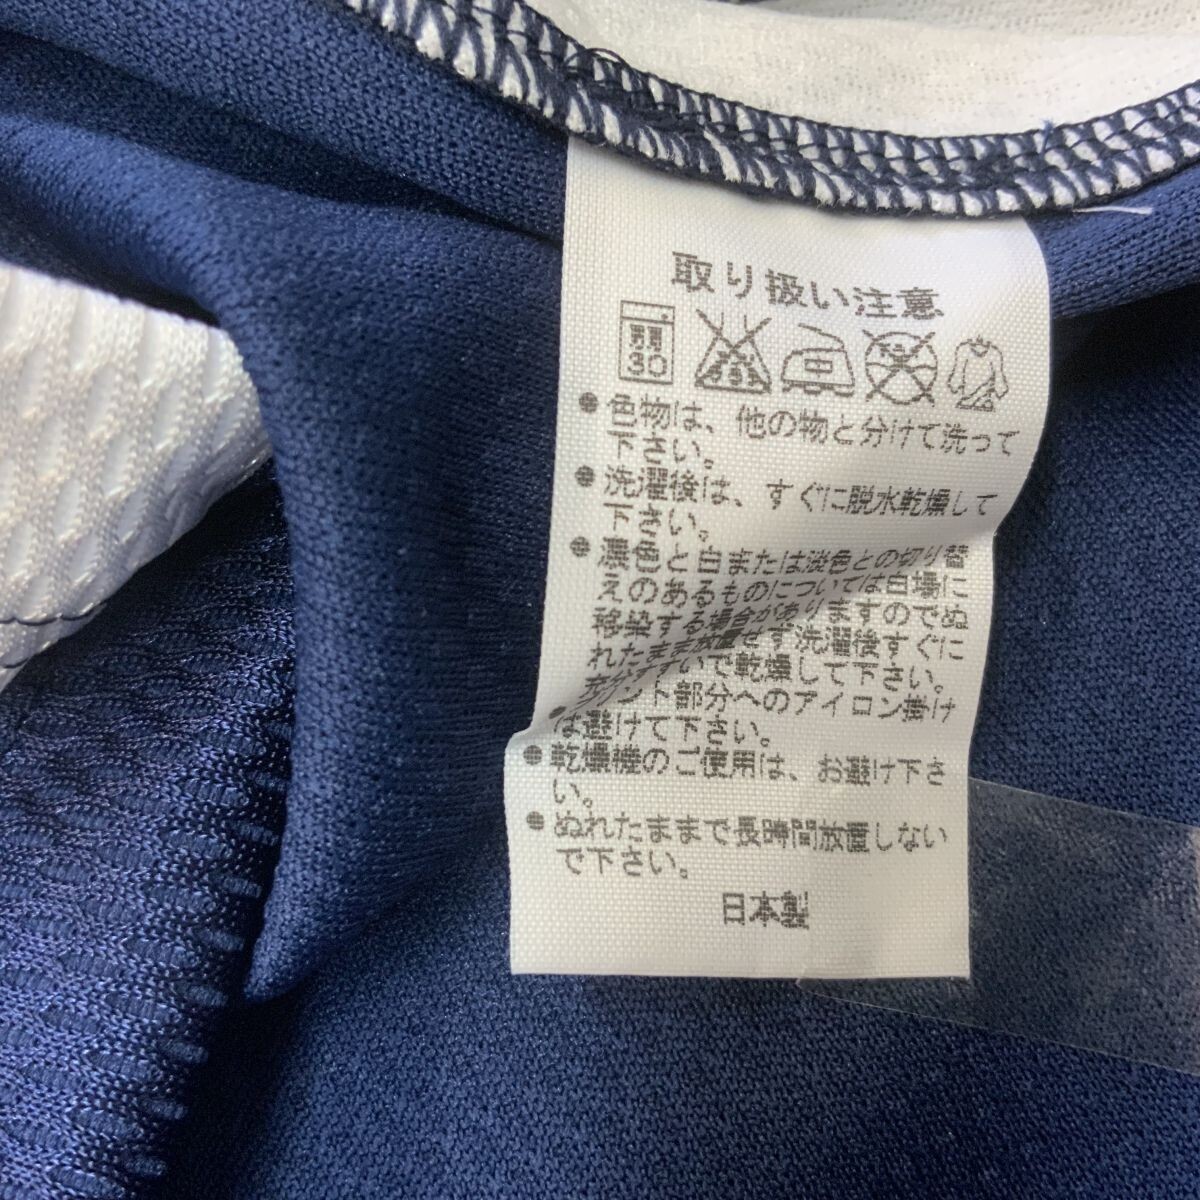 取り扱い注意
30
●色物は、他の物と分けて洗って
下さい。
●洗濯後は、すぐに脱水乾燥して
下さい。
●濃色と白または淡色との切り替
えのあるものについては白場に
移染する場合がありますのでぬ
れたまま放置せず洗濯後すぐに
で乾燥して下さい。
●プリント部分へのアイロン掛け
は避けて下さい。
●乾燥機のご使用は、お避け下さ
い。
●ぬれたままで長時間放置しない
で下さい。
日本製